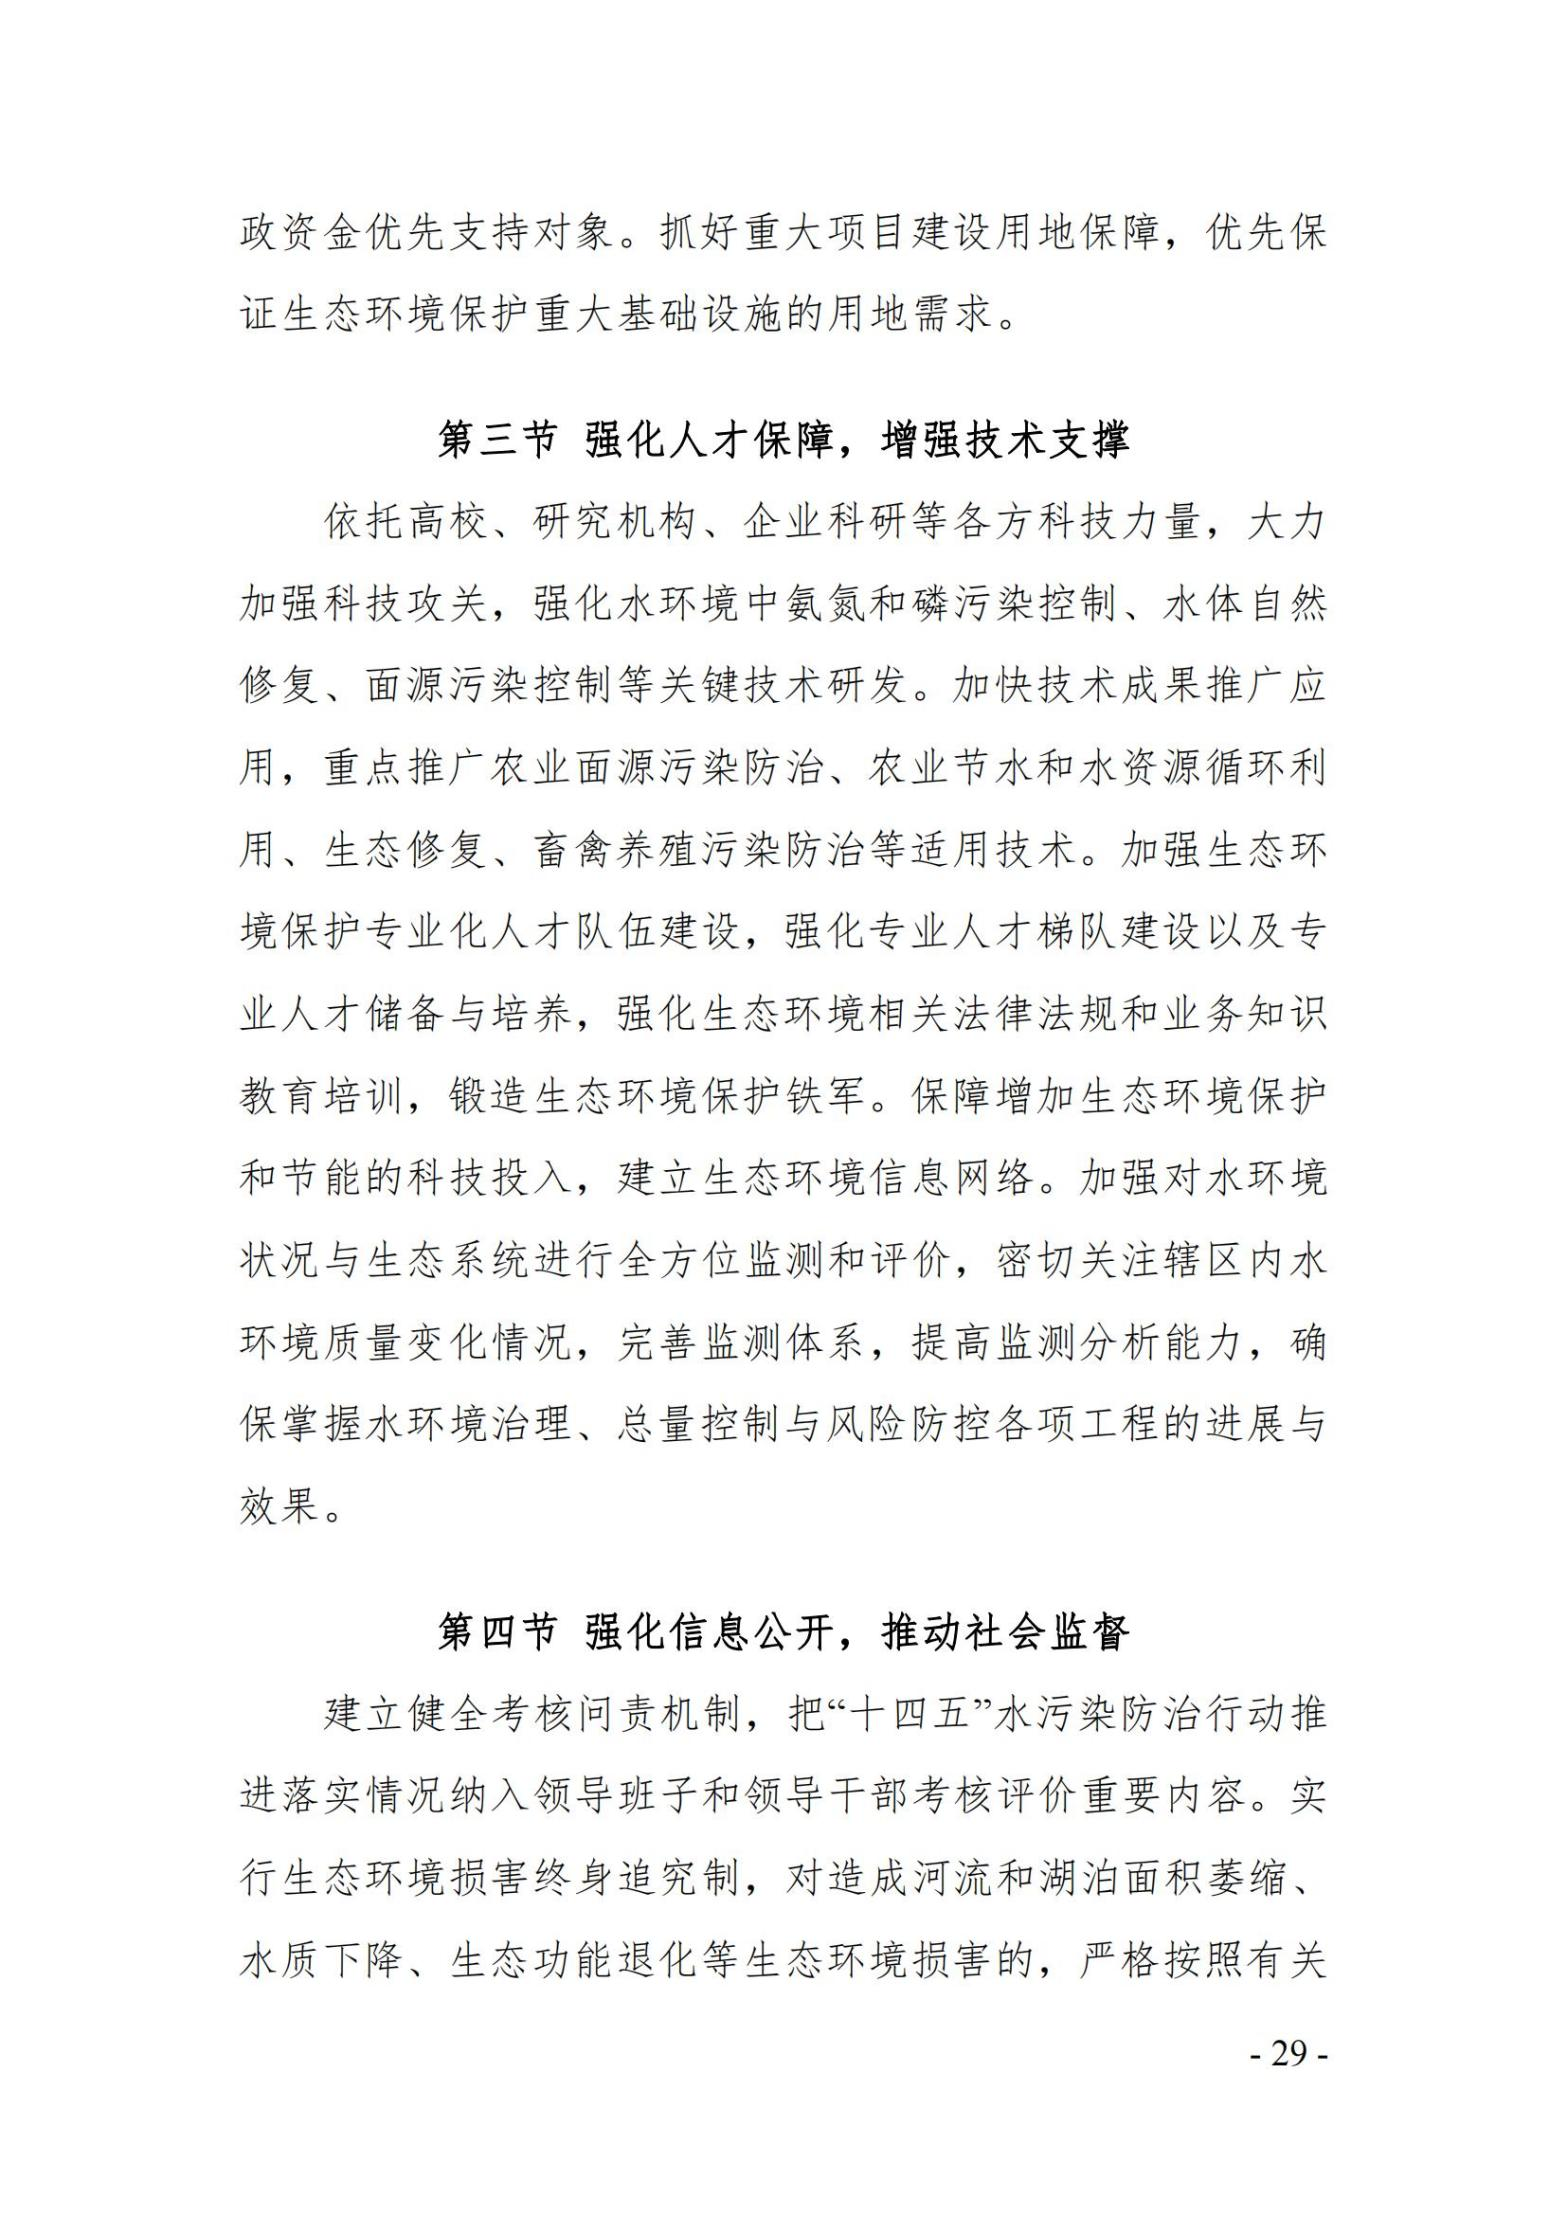 政资金优先支持对象。抓好重大项目建设用地保障，优先保
证生态环境保护重大基础设施的用地需求。
第三节 强化人才保障，增强技术支撑
依托高校、研究机构、企业科研等各方科技力量，大力
加强科技攻关，强化水环境中氨氮和磷污染控制、水体自然
修复、面源污染控制等关键技术研发。加快技术成果推广应
用，重点推广农业面源污染防治、农业节水和水资源循环利
用、生态修复、畜禽养殖污染防治等适用技术。加强生态环
境保护专业化人才队伍建设，强化专业人才梯队建设以及专
业人才储备与培养，强化生态环境相关法律法规和业务知识
教育培训，锻造生态环境保护铁军。保障增加生态环境保护
和节能的科技投入，建立生态环境信息网络。加强对水环境
状况与生态系统进行全方位监测和评价，密切关注辖区内水
环境质量变化情况，完善监测体系，提高监测分析能力，确
保掌握水环境治理、总量控制与风险防控各项工程的进展与
效果。
第四节 强化信息公开，推动社会监督
建立健全考核问责机制，把“十四五”水污染防治行动推
进落实情况纳入领导班子和领导干部考核评价重要内容。实
行生态环境损害终身追究制，对造成河流和湖泊面积萎缩、
水质下降、生态功能退化等生态环境损害的，严格按照有关
- 29 -